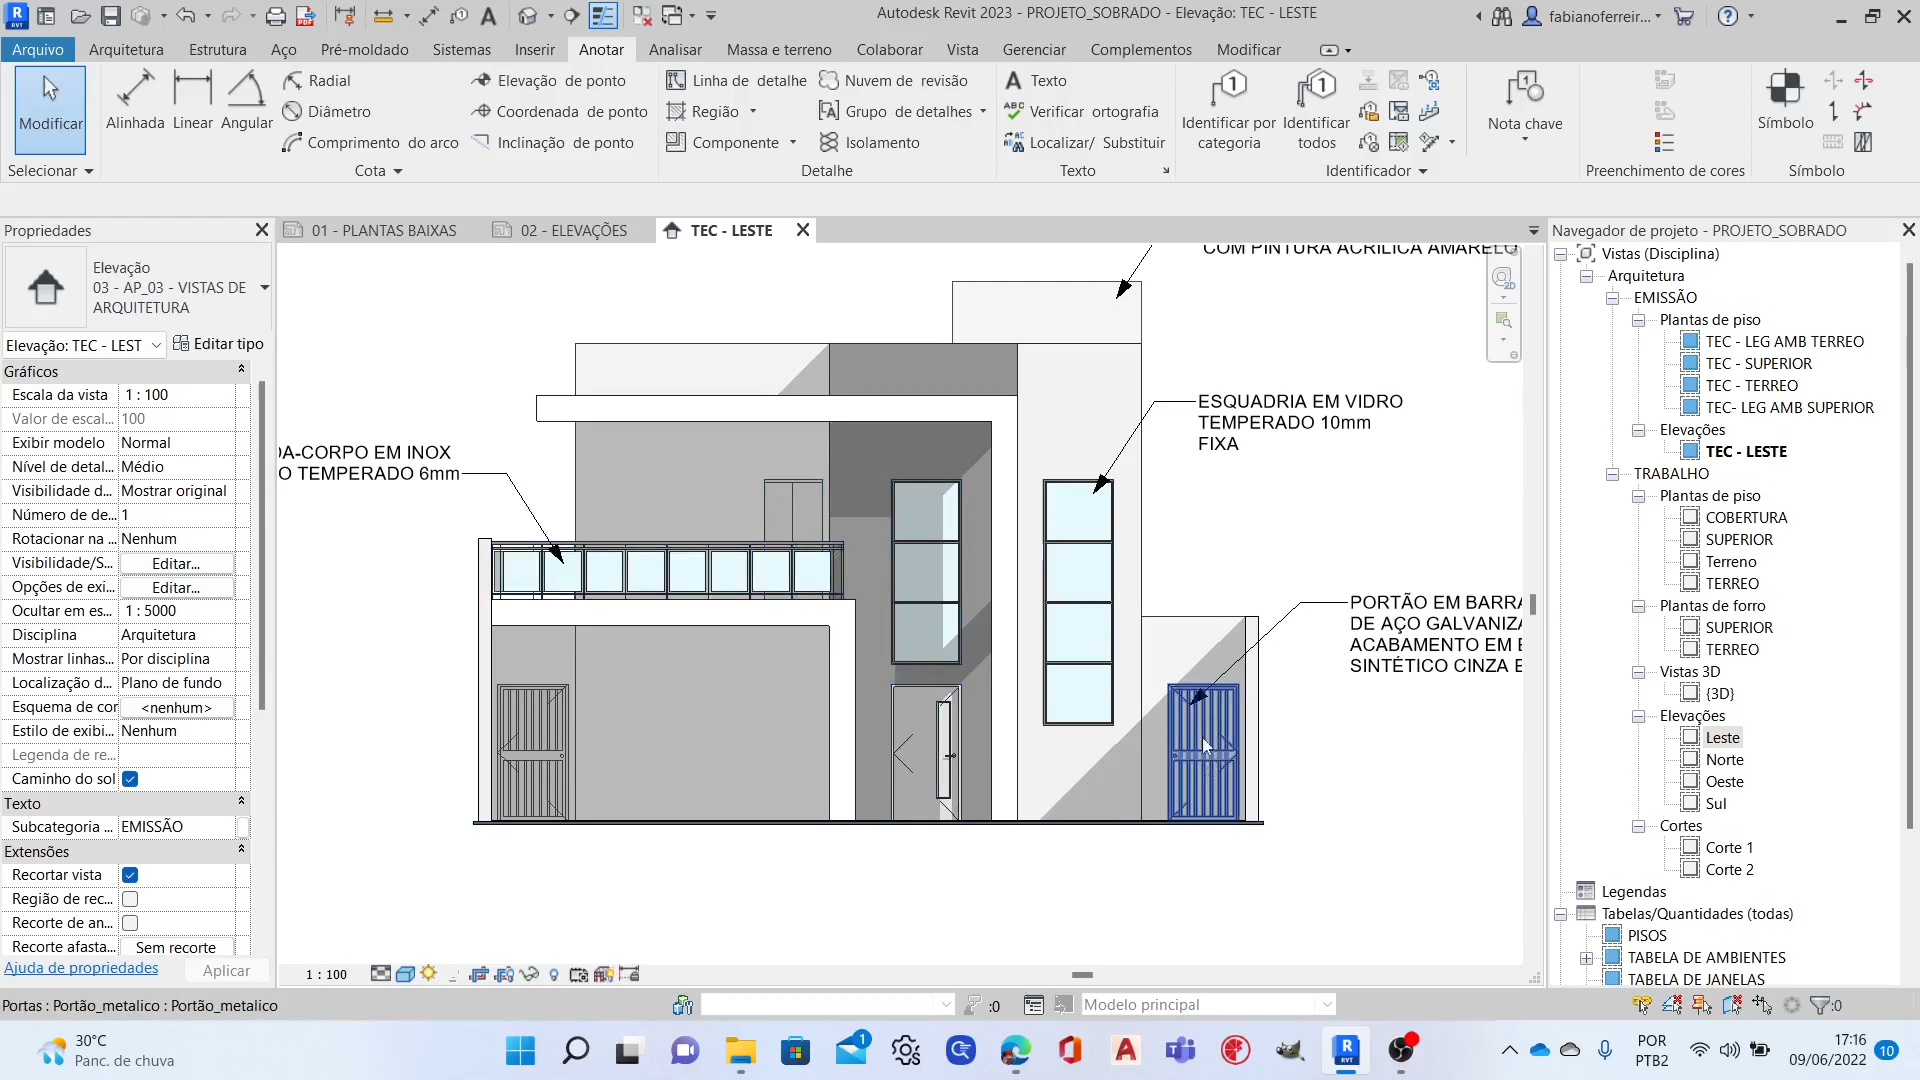 Autodesk Revit 2023 - PROJETO_SOBRADO - Elevação: TEC - LESTE
fabianoferreir...
Arquivo Arquitetura Estrutura Aço Pré-moldado Sistemas Inserir Anotar Analisar Massa e terreno Colaborar Vista Gerenciar Complementos Modificar
Modificar
Alinhada Linear Angular
Radial
Diâmetro
Comprimento do arco
Elevação de ponto
Coordenada de ponto
Inclinação de ponto
Linha de detalhe
Região
Componente
Nuvem de revisão
Grupo de detalhes
Isolamento
Texto
Verificar ortografia
Localizar/ Substituir
Identificar por categoria
Identificar todos
Nota chave
Símbolo
Selecionar Cota Detalhe Texto Identificador Preenchimento de cores Símbolo
Propriedades
01 - PLANTAS BAIXAS 02 - ELEVAÇÕES TEC - LESTE
Elevação
03 - AP_03 - VISTAS DE
ARQUITETURA
Elevação: TEC - LEST Editar tipo
Gráficos
Escala da vista 1 : 100
Valor de escal... 100
Exibir modelo Normal
Nível de detal... Médio
Visibilidade d... Mostrar original
Número de de... 1
Rotacionar na ... Nenhum
Visibilidade/S... Editar...
Opções de exi... Editar...
Ocultar em es... 1 : 5000
Disciplina Arquitetura
Mostrar linhas... Por disciplina
Localização d... Plano de fundo
Esquema de cor <nenhum>
Estilo de exibi... Nenhum
Legenda de re...
Caminho do sol
Texto
Subcategoria ... EMISSÃO
Extensões
Recortar vista
Região de rec...
Recorte de an...
Recorte afasta... Sem recorte
Ajuda de propriedades Aplicar
COM PINTURA ACRÍLICA AMARELO
DA-CORPO EM INOX
O TEMPERADO 6mm
ESQUADRIA EM VIDRO
TEMPERADO 10mm
FIXA
PORTÃO EM BARRA
DE AÇO GALVANIZA
ACABAMENTO EM E
SINTÉTICO CINZA E
2D
1 : 100
Navegador de projeto - PROJETO_SOBRADO
Vistas (Disciplina)
Arquitetura
EMISSÃO
Plantas de piso
TEC - LEG AMB TERREO
TEC - SUPERIOR
TEC - TERREO
TEC- LEG AMB SUPERIOR
Elevações
TEC - LESTE
TRABALHO
Plantas de piso
COBERTURA
SUPERIOR
Terreno
TERREO
Plantas de forro
SUPERIOR
TERREO
Vistas 3D
{3D}
Elevações
Leste
Norte
Oeste
Sul
Cortes
Corte 1
Corte 2
Legendas
Tabelas/Quantidades (todas)
PISOS
TABELA DE AMBIENTES
TABELA DE JANELAS
Portas : Portão_metalico : Portão_metalico
:0
Modelo principal
:0
30°C
Panc. de chuva
1
POR
PTB2
17:16
09/06/2022
10